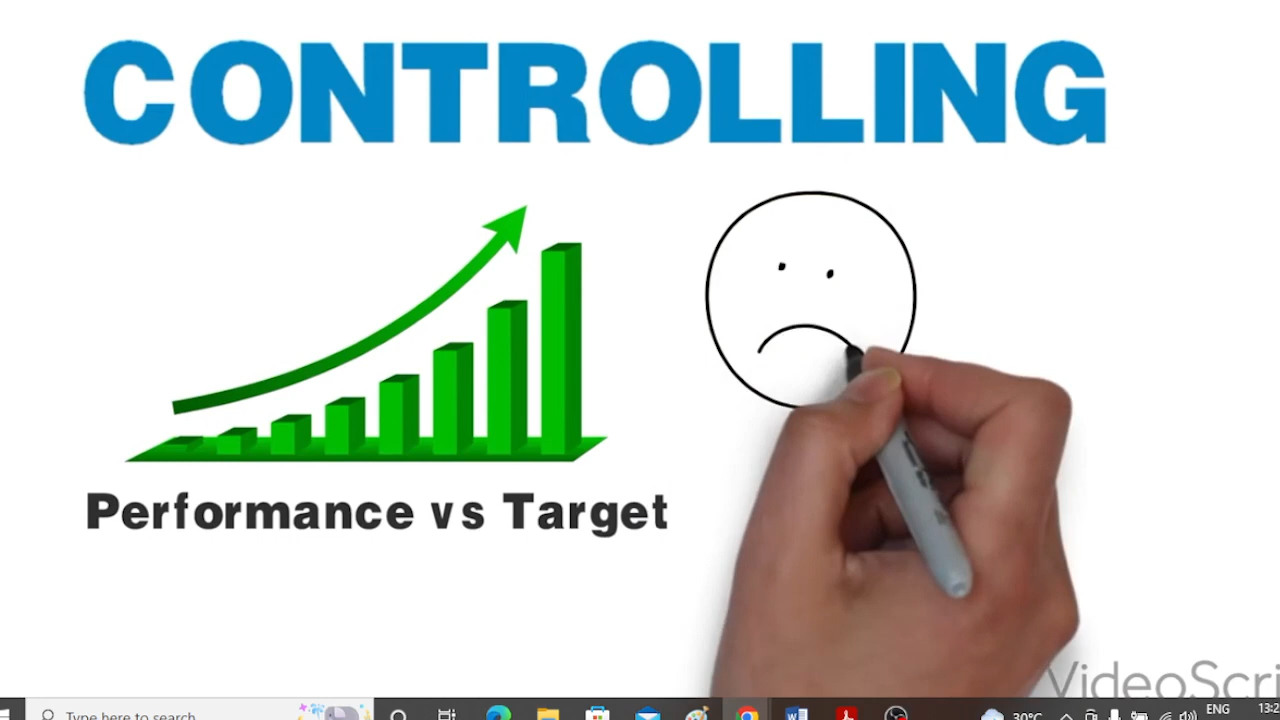 CONTROLLING
Performance vs Target
VideoScri
Type here to search
30°C
ENG